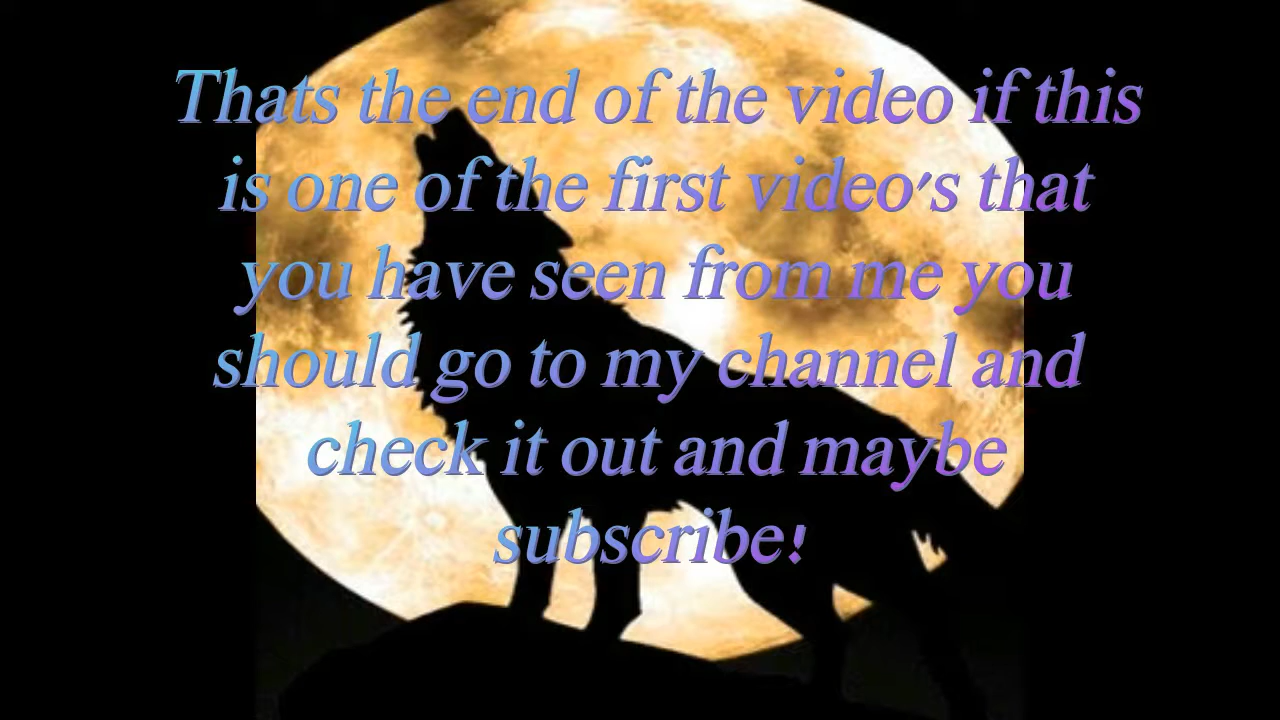 Thats the end of the video if this
is one of the first video's that
you have seen from me you
should go to my channel and
check it out and maybe
subscribe!